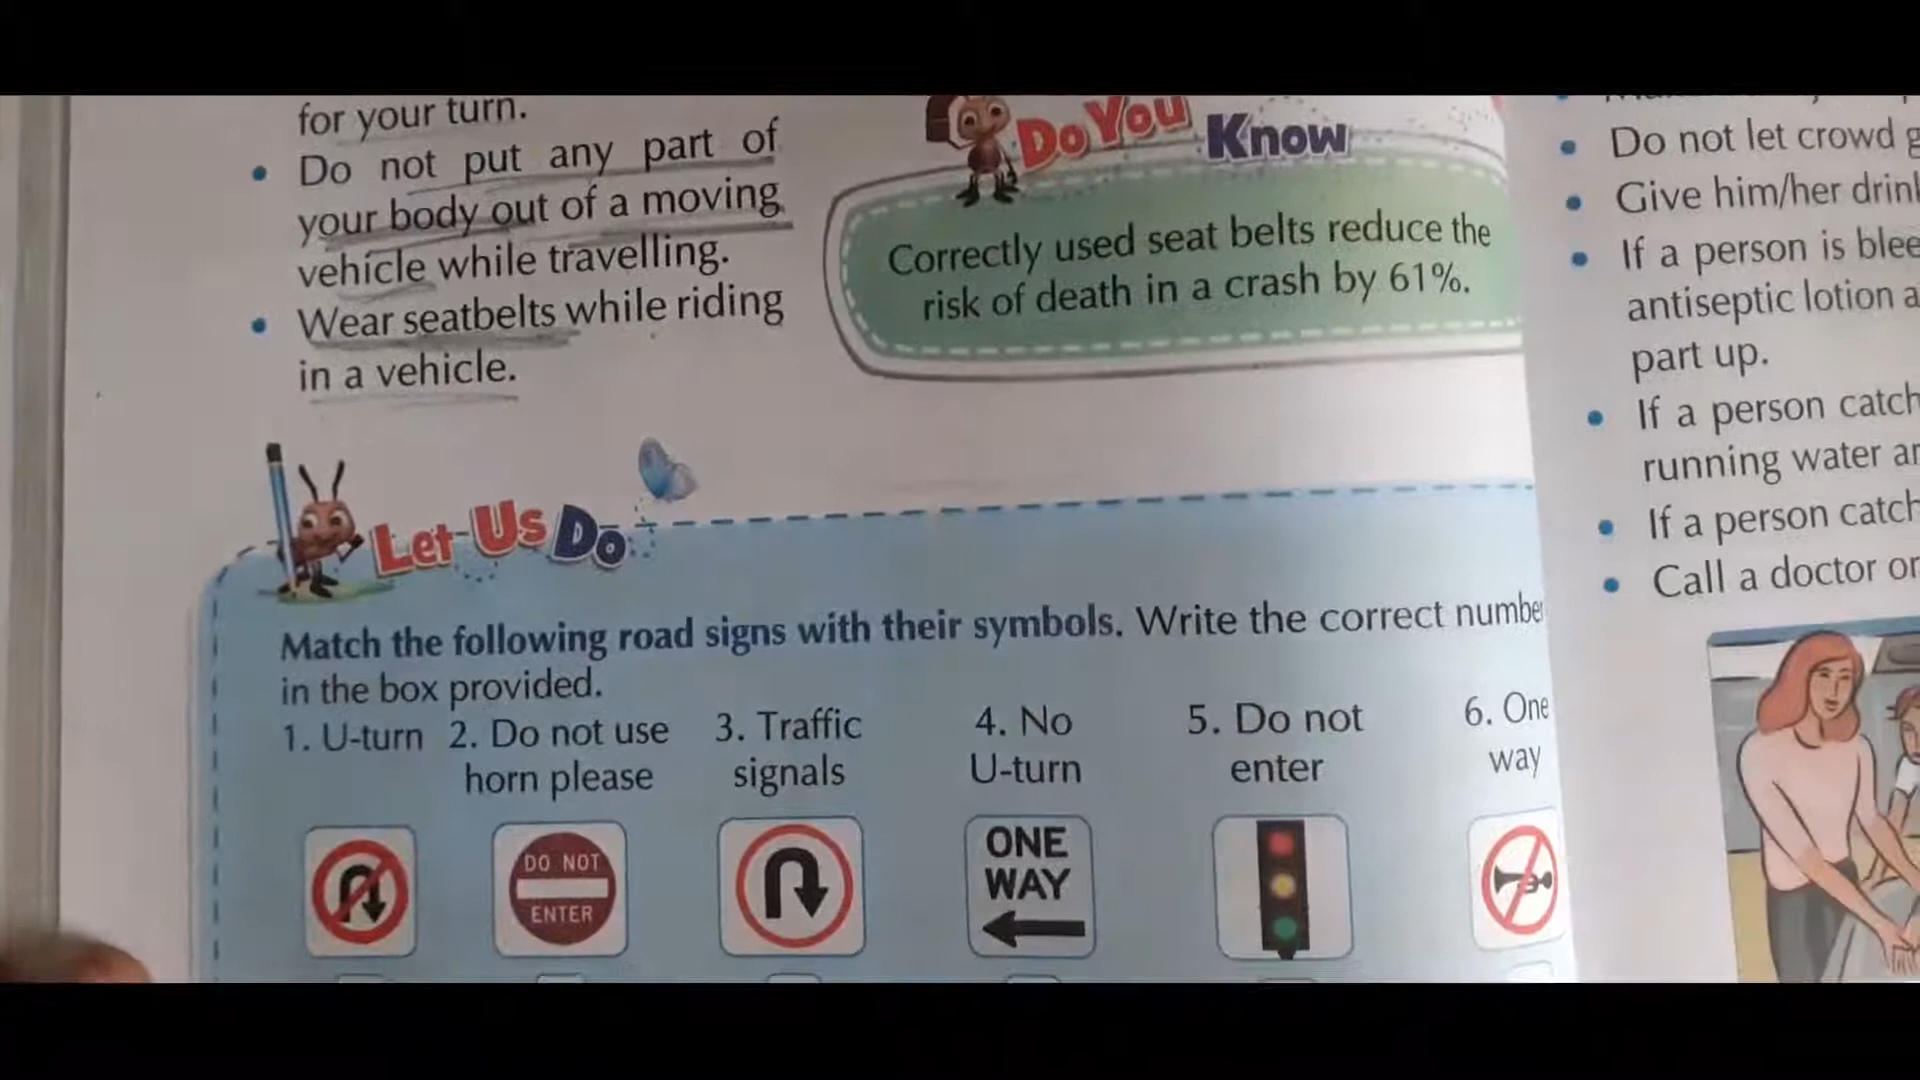 for your turn.
• Do not put any part of
your body out of a moving
vehicle while travelling.
• Wear seatbelts while riding
in a vehicle.
Do You Know
Correctly used seat belts reduce the
risk of death in a crash by 61%.
Let Us Do
Match the following road signs with their symbols. Write the correct number
in the box provided.
1. U-turn 2. Do not use 3. Traffic 4. No 5. Do not 6. One
horn please signals U-turn enter way
DO NOT
ENTER
ONE
WAY
• Do not let crowd
• Give him/her
• If a person is
antiseptic lotion
part up.
• If a person
running water
• If a person
• Call a doctor or